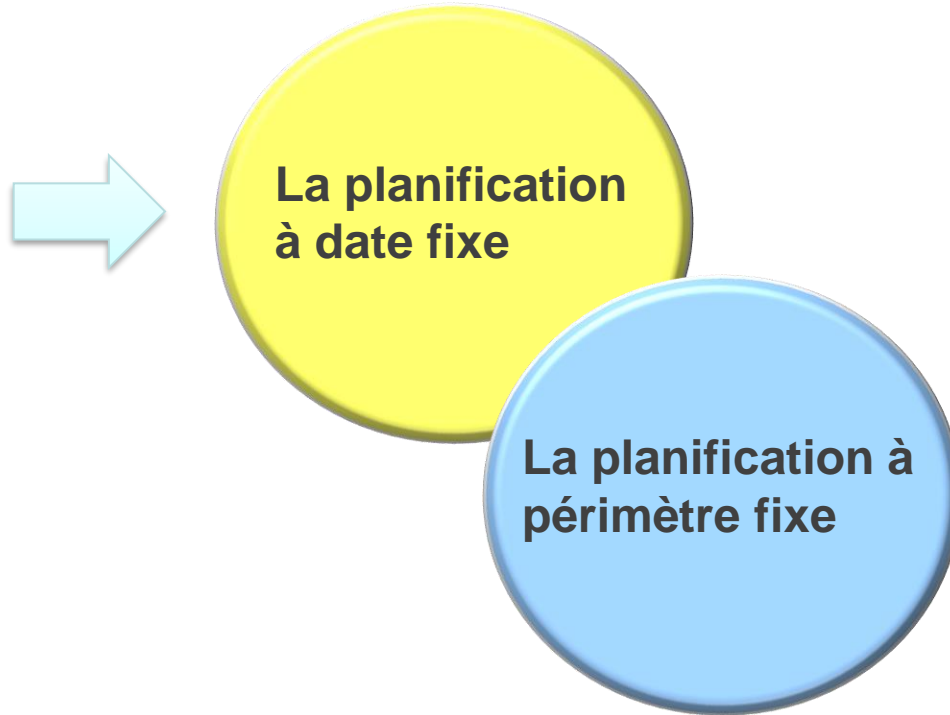 La planification
à date fixe
La planification à
périmètre fixe